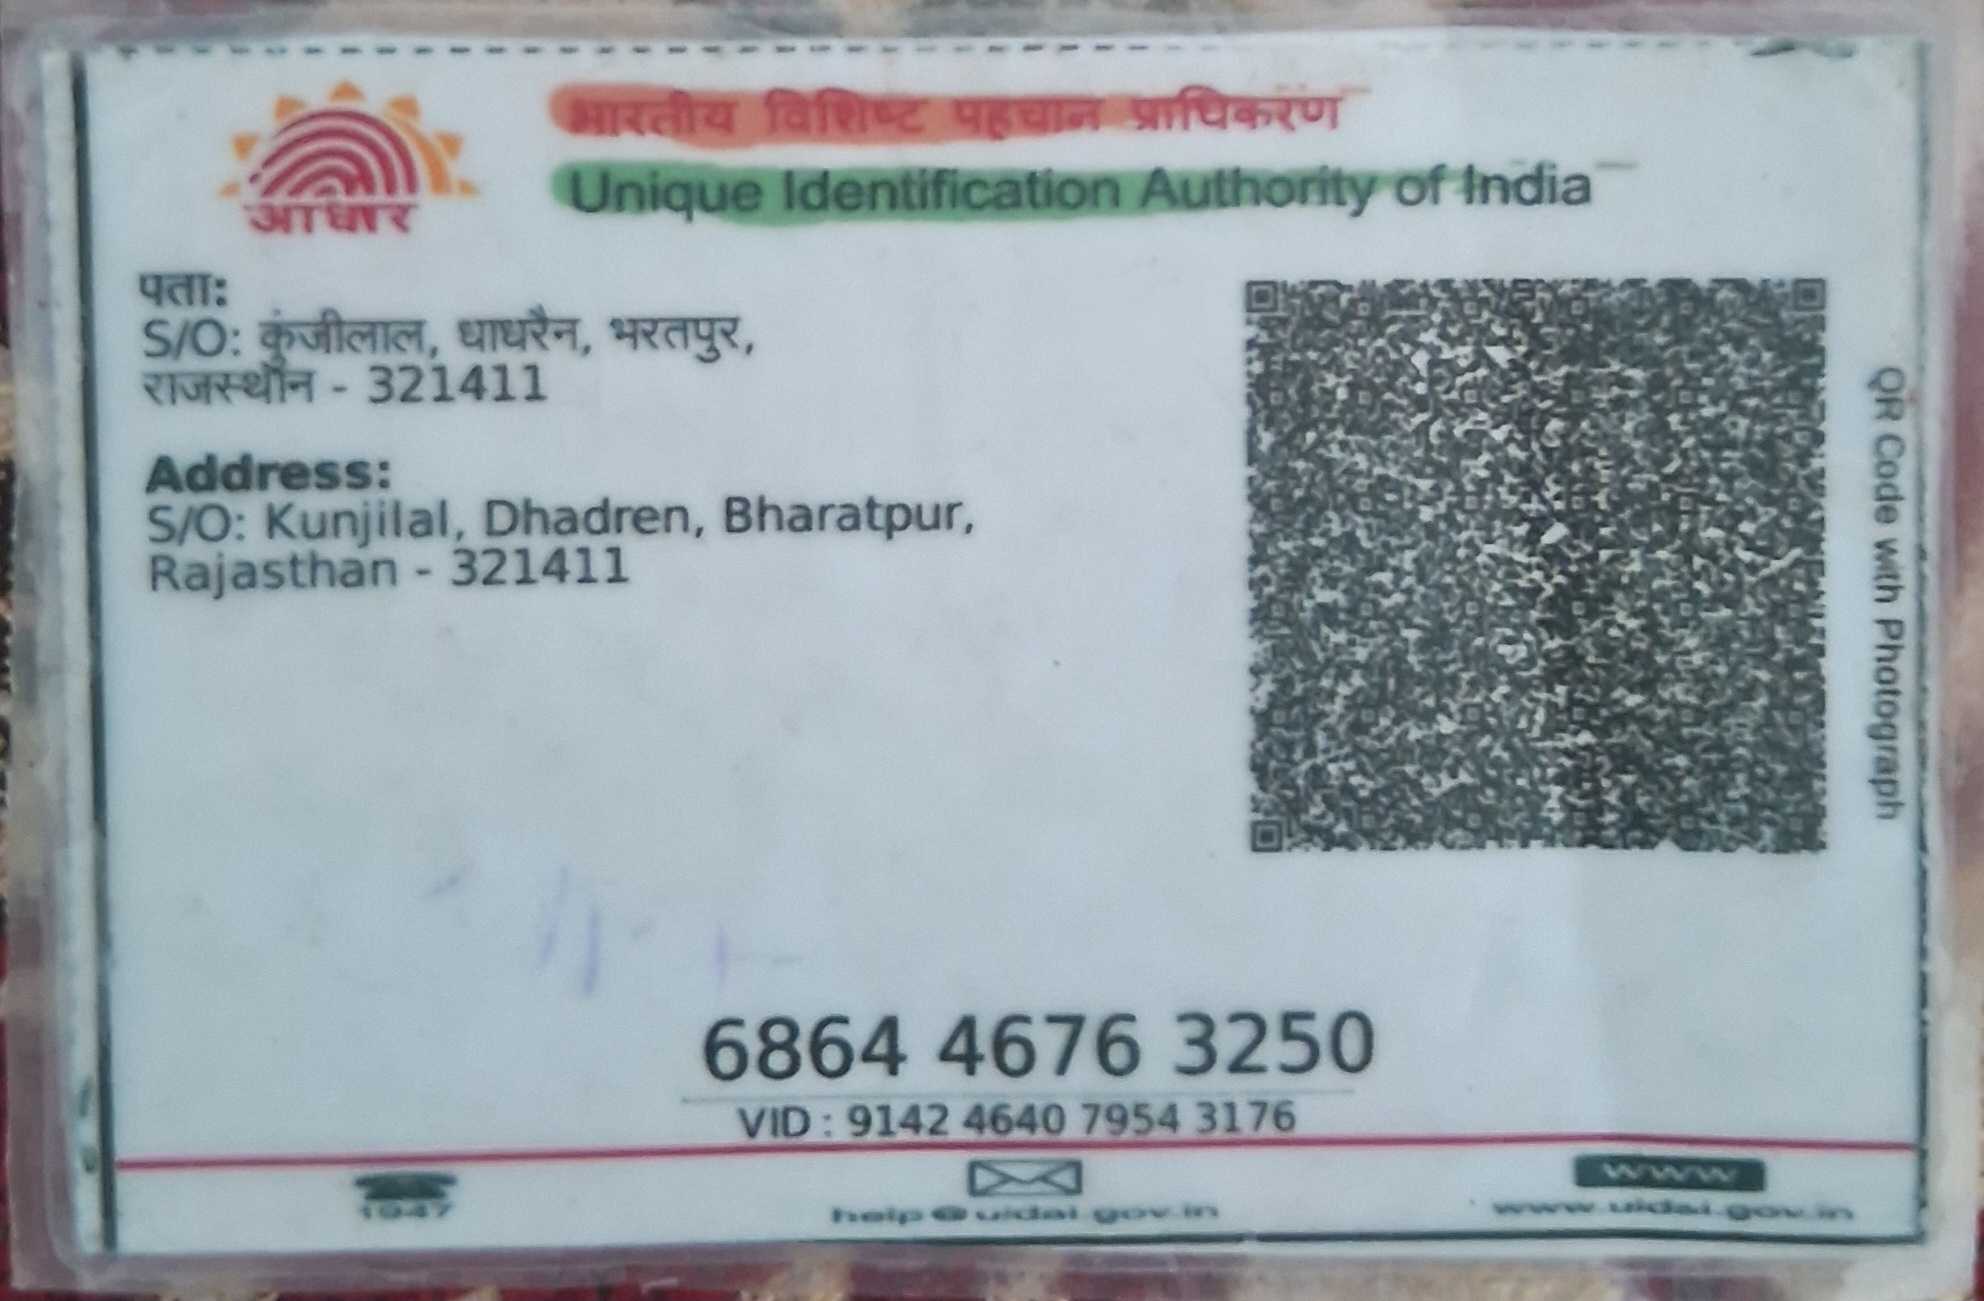 भारतीय विशिष्ट पहचान प्राधिकरण
Unique Identification Authority of India
आधार
पता:
S/O: कुंजीलाल, धाधरैन, भरतपुर,
राजस्थान - 321411
Address:
S/O: Kunjilal, Dhadren, Bharatpur,
Rajasthan - 321411
QR Code with Photograph
6864 4676 3250
VID : 9142 4640 7954 3176
1947
help@uidai.gov.in
www
www.uidai.gov.in